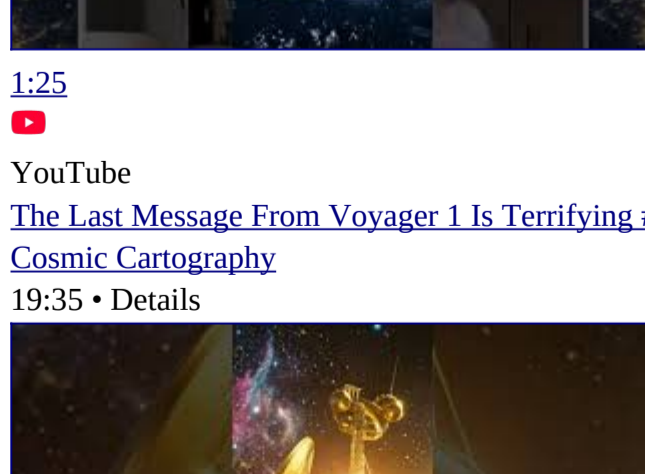 1:25
YouTube
The Last Message From Voyager 1 Is Terrifying #
Cosmic Cartography
19:35 • Details